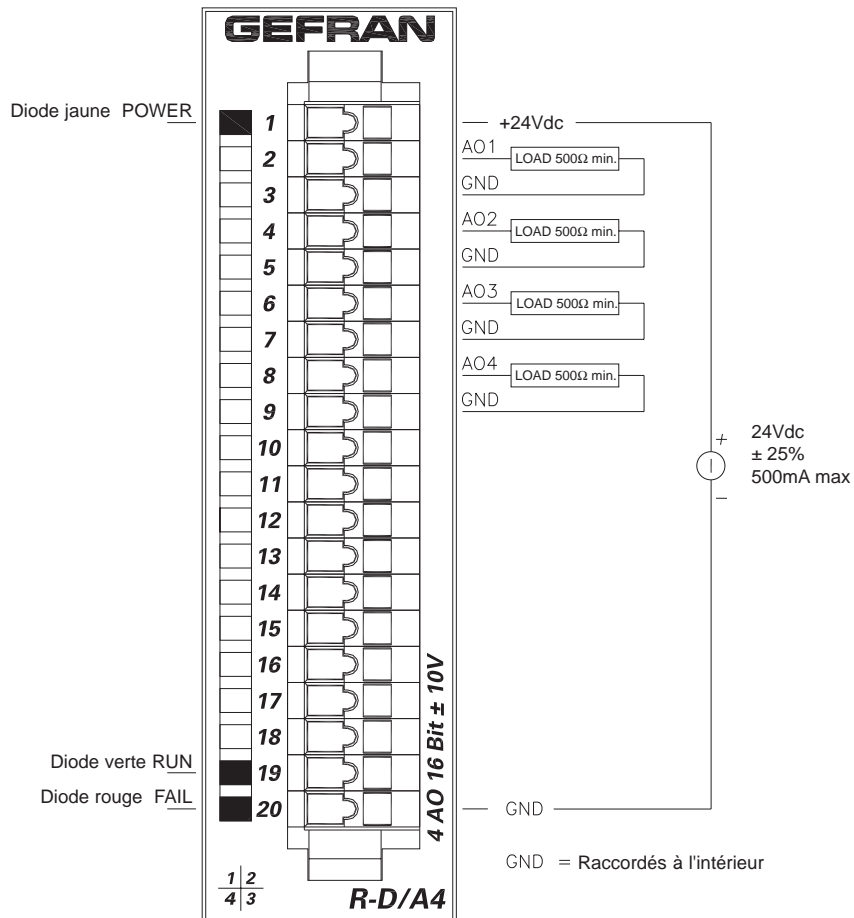 GEFRAN
Diode jaune POWER
1
2
3
4
5
6
7
8
9
10
11
12
13
14
15
16
17
18
19
20
Diode verte RUN
Diode rouge FAIL
+24Vdc
AO1
LOAD 500Ω min.
GND
AO2
LOAD 500Ω min.
GND
AO3
LOAD 500Ω min.
GND
AO4
LOAD 500Ω min.
GND
+
24Vdc
± 25%
500mA max
−
4 AO 16 Bit ± 10V
GND
GND = Raccordés à l'intérieur
1 2
4 3
R-D/A4